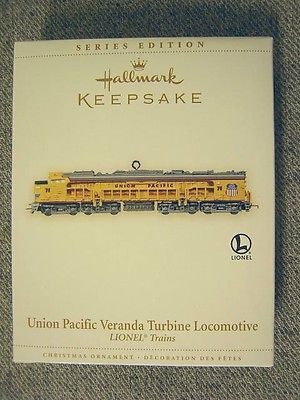 SERIES EDITION
Hallmark
KEEPSAKE
UNION PACIFIC
LIONEL
Union Pacific Veranda Turbine Locomotive
LIONEL® Trains
CHRISTMAS ORNAMENT • DÉCORATION DES FÊTES